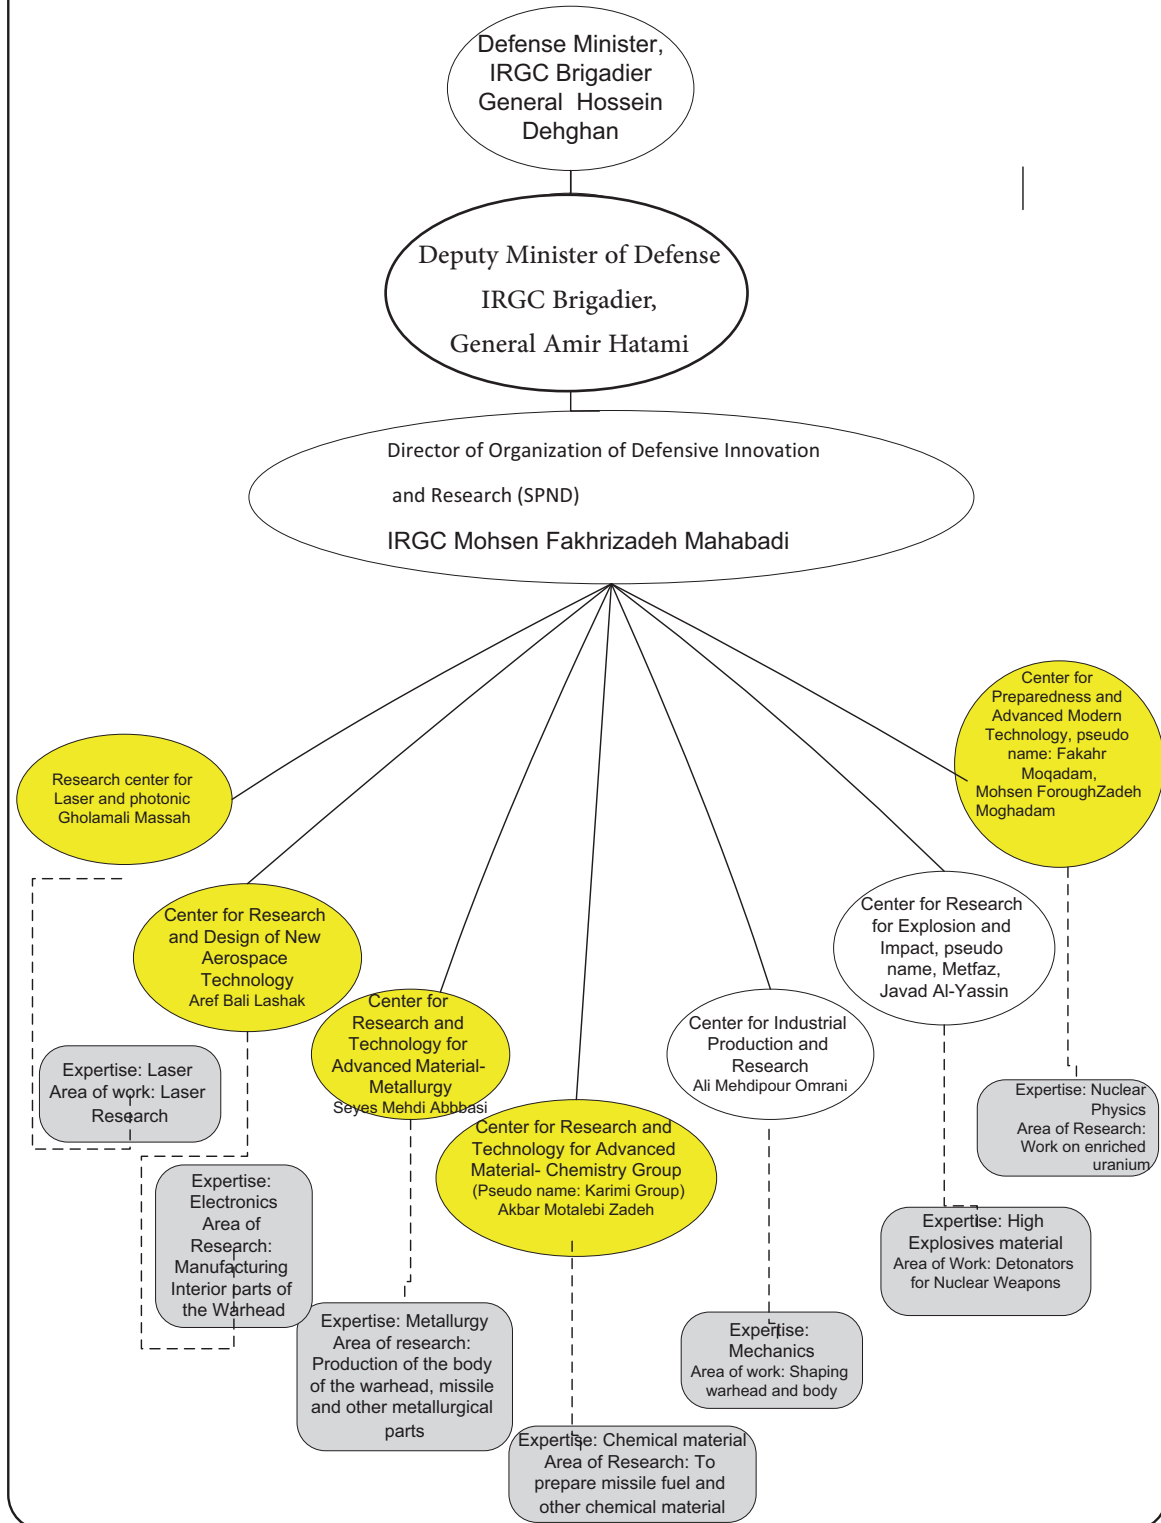 Defense Minister,
IRGC Brigadier
General  Hossein
Dehghan
Deputy Minister of Defense
IRGC Brigadier,
General Amir Hatami
Director of Organization of Defensive Innovation
and Research (SPND)
IRGC Mohsen Fakhrizadeh Mahabadi
Center for
Preparedness and
Advanced Modern
Technology, pseudo
name: Fakahr
Moqadam,
Mohsen ForoughZadeh
Moghadam
Research center for
Laser and photonic
Gholamali Massah
Center for Research
and Design of New
Aerospace
Technology
Aref Bali Lashak
Center for Research
for Explosion and
Impact, pseudo
name, Metfaz,
Javad Al-Yassin
Center for
Research and
Technology for
Advanced Material-
Metallurgy
Seyes Mehdi Abbbasi
Center for Industrial
Production and
Research
Ali Mehdipour Omrani
Center for Research and
Technology for Advanced
Material- Chemistry Group
(Pseudo name: Karimi Group)
Akbar Motalebi Zadeh
Expertise: Laser
Area of work: Laser
Research
Expertise: Nuclear
Physics
Area of Research:
Work on enriched
uranium
Expertise:
Electronics
Area of
Research:
Manufacturing
Interior parts of
the Warhead
Expertise: High
Explosives material
Area of Work: Detonators
for Nuclear Weapons
Expertise: Metallurgy
Area of research:
Production of the body
of the warhead, missile
and other metallurgical
parts
Expertise:
Mechanics
Area of work: Shaping
warhead and body
Expertise: Chemical material
Area of Research: To
prepare missile fuel and
other chemical material